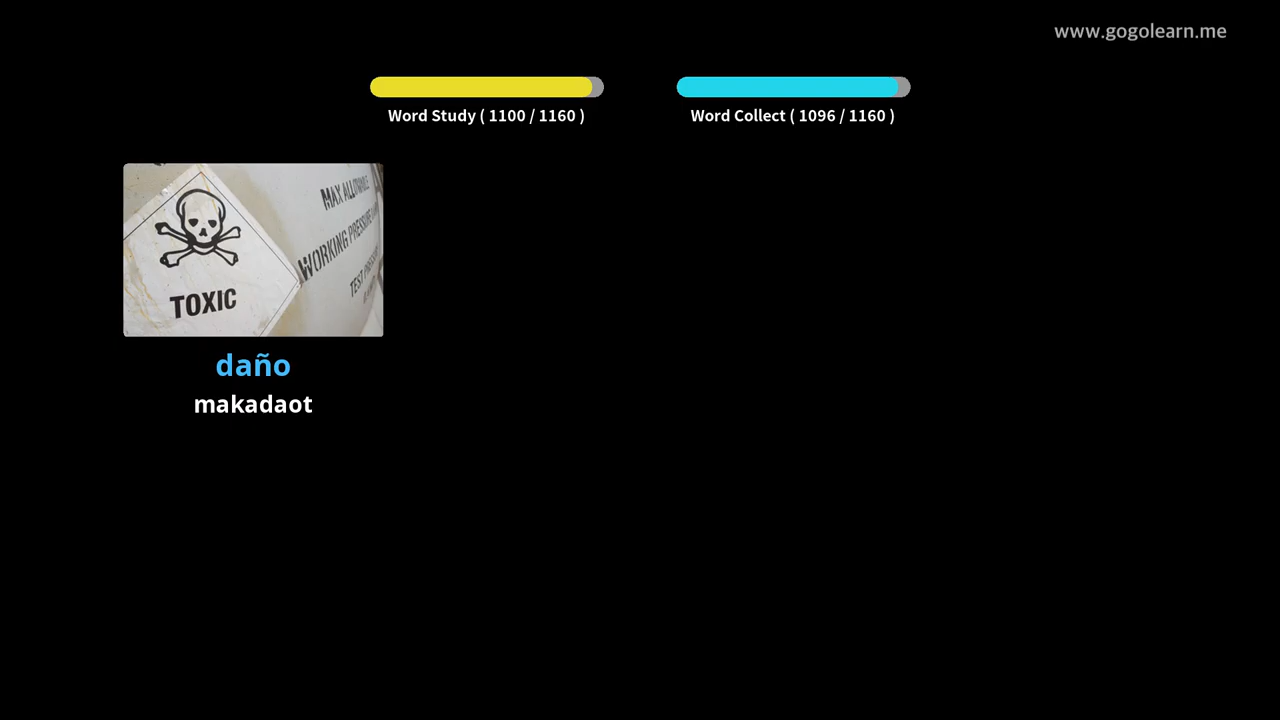 www.gogolearn.me
Word Study ( 1100 / 1160 )
Word Collect ( 1096 / 1160 )
MAX ALLOWABLE
WORKING PRESSURE
TEST
TOXIC
daño
makadaot